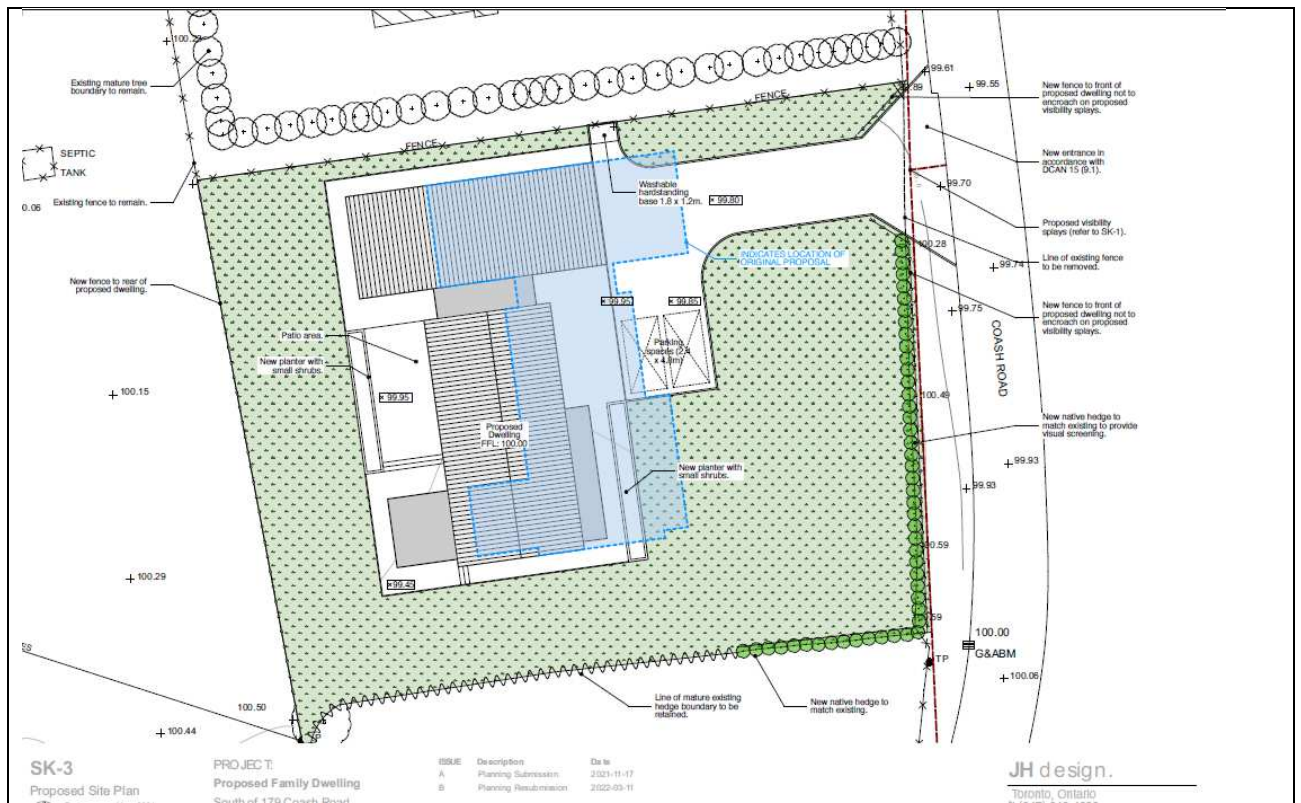 100.29
Existing mature tree
boundary to remain.
SEPTIC
TANK
0.06
Existing fence to remain.
New fence to rear of
proposed dwelling.
FENCE
FENCE
99.61
.89
99.55
New fence to front of
proposed dwelling not to
encroach on proposed
visibility splays.
New entrance in
accordance with
DCAN 15 (9.1).
99.70
Washable
hardstanding
base 1.8 x 1.2m.
99.80
Proposed visibility
splays (refer to SK-1).
INDICATES LOCATION OF
ORIGINAL PROPOSAL
100.28
99.74
Line of existing fence
to be removed.
99.95
99.85
99.75
New fence to front of
proposed dwelling not to
encroach on proposed
visibility splays.
COASH ROAD
Patio area.
New planter with
small shrubs.
Parking
spaces (2.4
x 4.8m)
100.15
99.95
100.49
New native hedge to
match existing to provide
visual screening.
Proposed
Dwelling
FFL: 100.00
New planter with
small shrubs.
99.93
99.93
100.29
99.45
100.59
.59
100.00
G&ABM
TP
100.06
100.50
100.44
Line of mature existing
hedge boundary to be
retained.
New native hedge to
match existing.
SK-3
Proposed Site Plan
PROJECT:
Proposed Family Dwelling
South of 179 Coash Road
ISSUE Description Date
A Planning Submission 2021-11-17
B Planning Resubmission 2022-03-11
JH design.
Toronto, Ontario